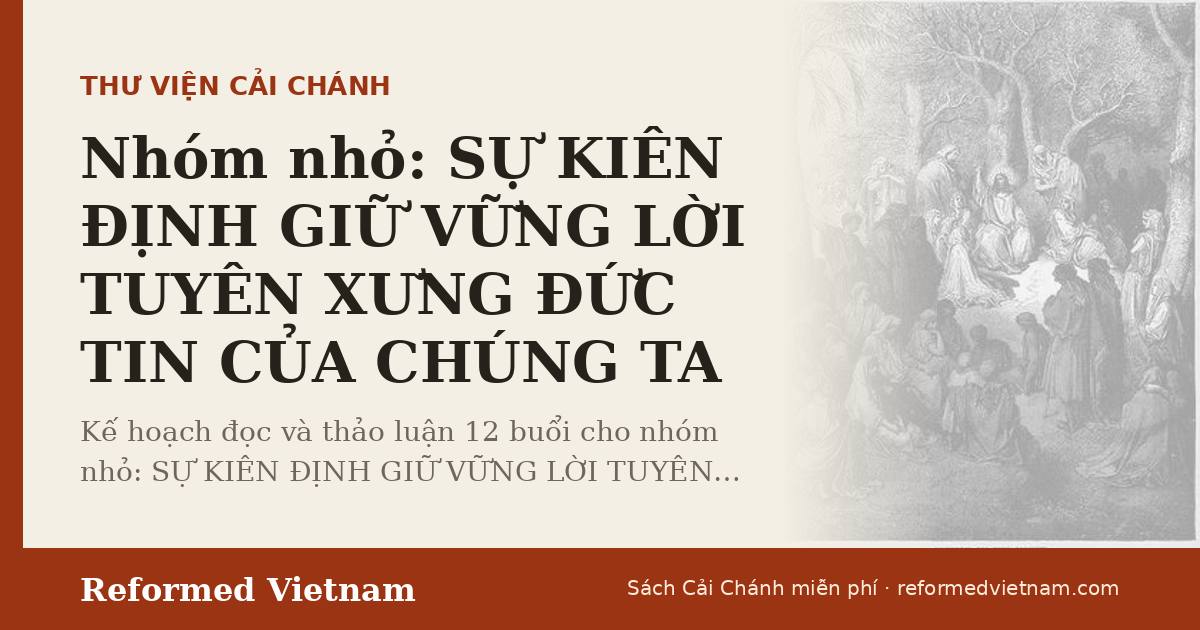 THƯ VIỆN CẢI CHÁNH
Nhóm nhỏ: SỰ KIÊN
ĐỊNH GIỮ VỮNG LỜI
TUYÊN XƯNG ĐỨC
TIN CỦA CHÚNG TA
Kế hoạch đọc và thảo luận 12 buổi cho nhóm
nhỏ: SỰ KIÊN ĐỊNH GIỮ VỮNG LỜI TUYÊN…
Reformed Vietnam
Sách Cải Chánh miễn phí · reformedvietnam.com